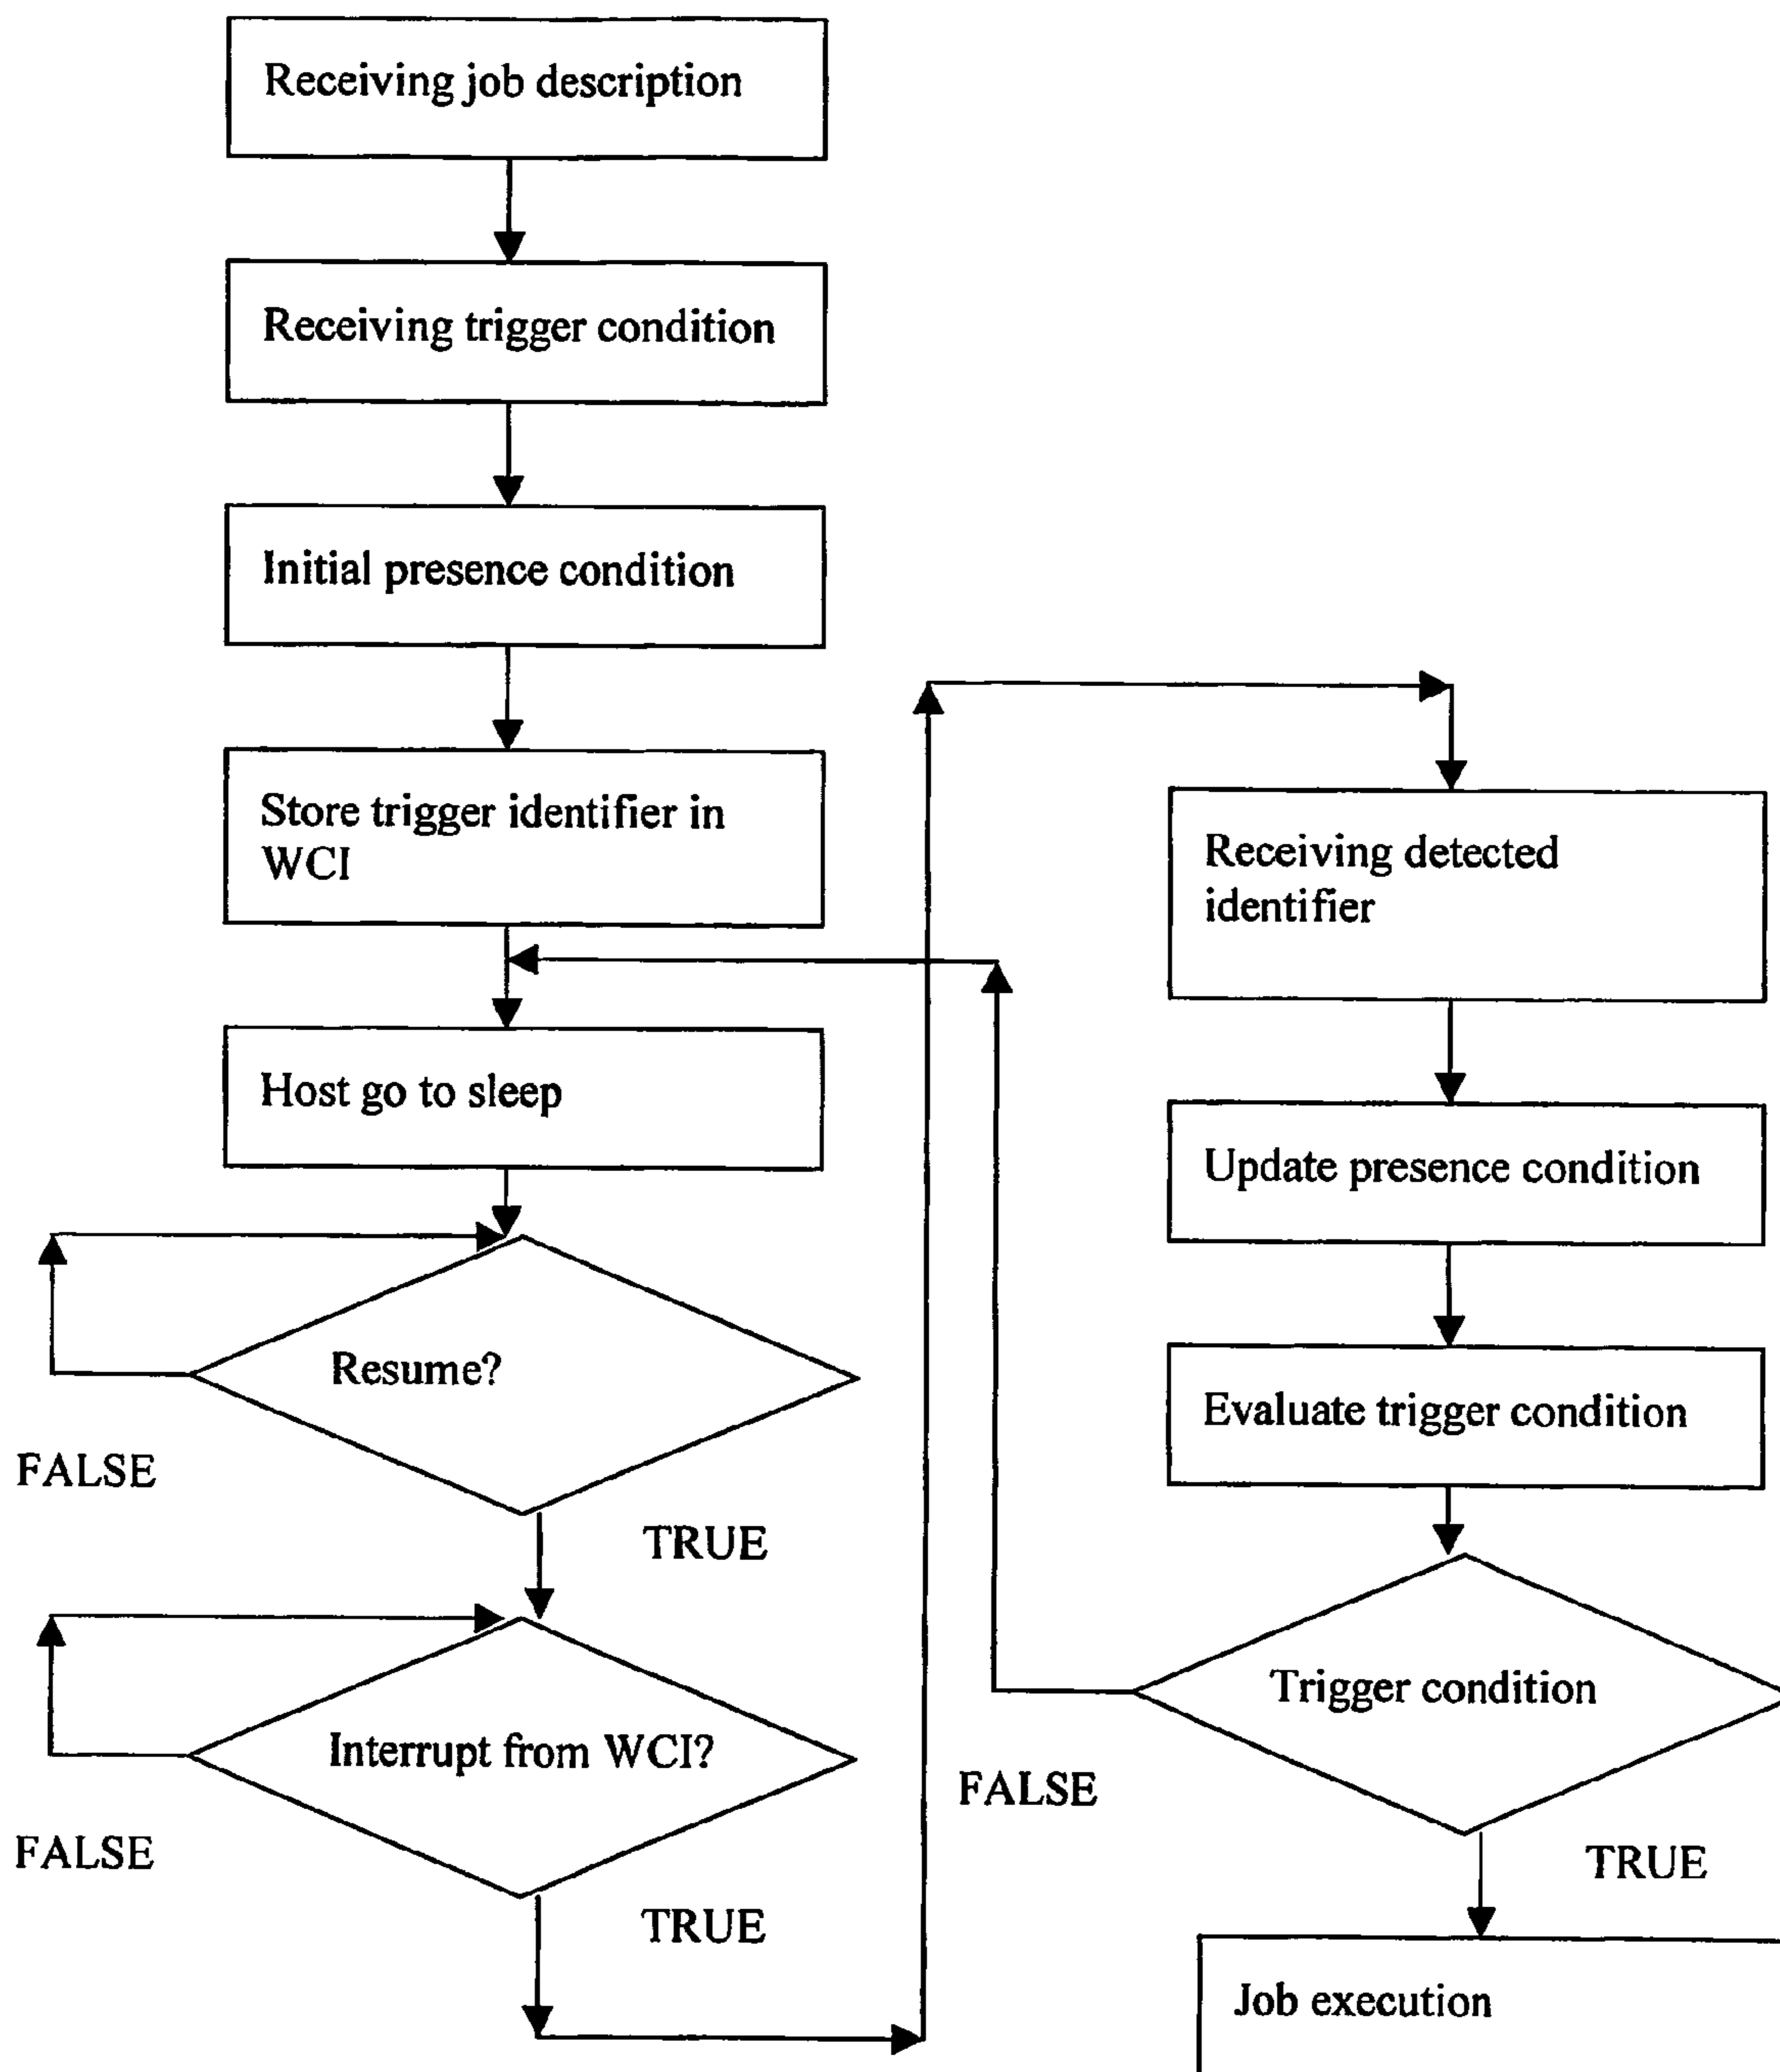 Receiving job description
Receiving trigger condition
Initial presence condition
Store trigger identifier in
WCI
Host go to sleep
Resume?
FALSE
TRUE
Interrupt from WCI?
FALSE
TRUE
Receiving detected
identifier
Update presence condition
Evaluate trigger condition
Trigger condition
FALSE
TRUE
Job execution